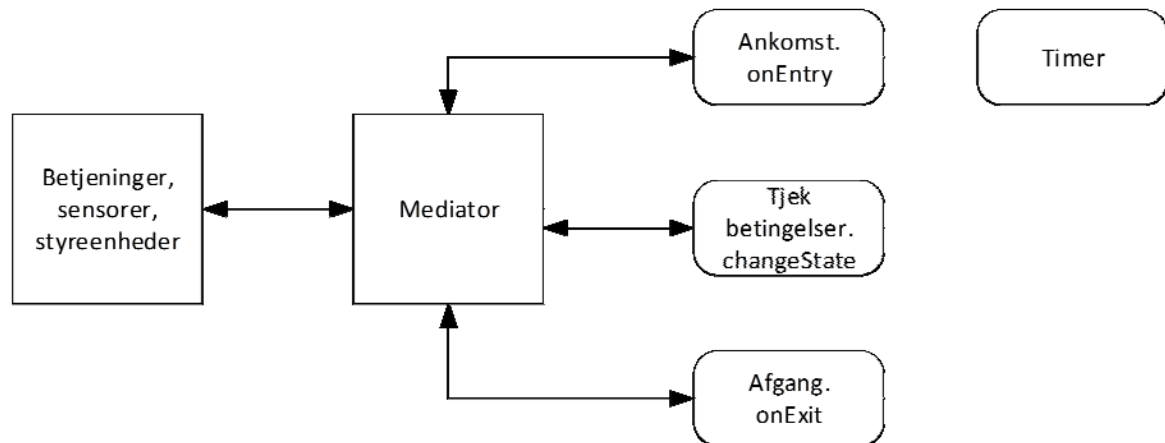 Betjeninger,
sensorer,
styreenheder
Mediator
Ankomst.
onEntry
Timer
Tjek
betingelser.
changeState
Afgang.
onExit